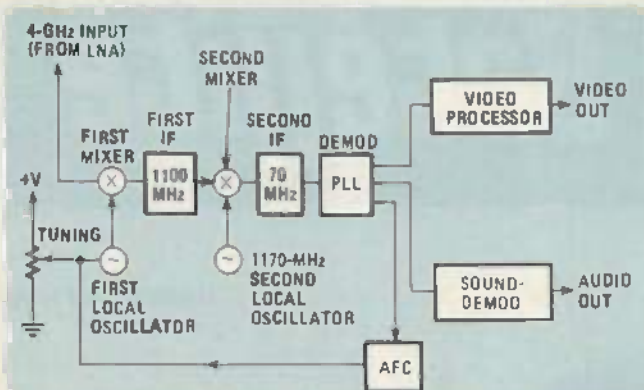 4-GHz INPUT
(FROM LNA)
SECOND
MIXER
FIRST
MIXER
FIRST
IF
SECOND
IF
DEMOD
VIDEO
PROCESSOR
VIDEO
OUT
1100
MHz
70
MHz
PLL
+V
TUNING
FIRST
LOCAL
OSCILLATOR
1170-MHz
SECOND
LOCAL
OSCILLATOR
SOUND-
DEMOD
AUDIO
OUT
AFC